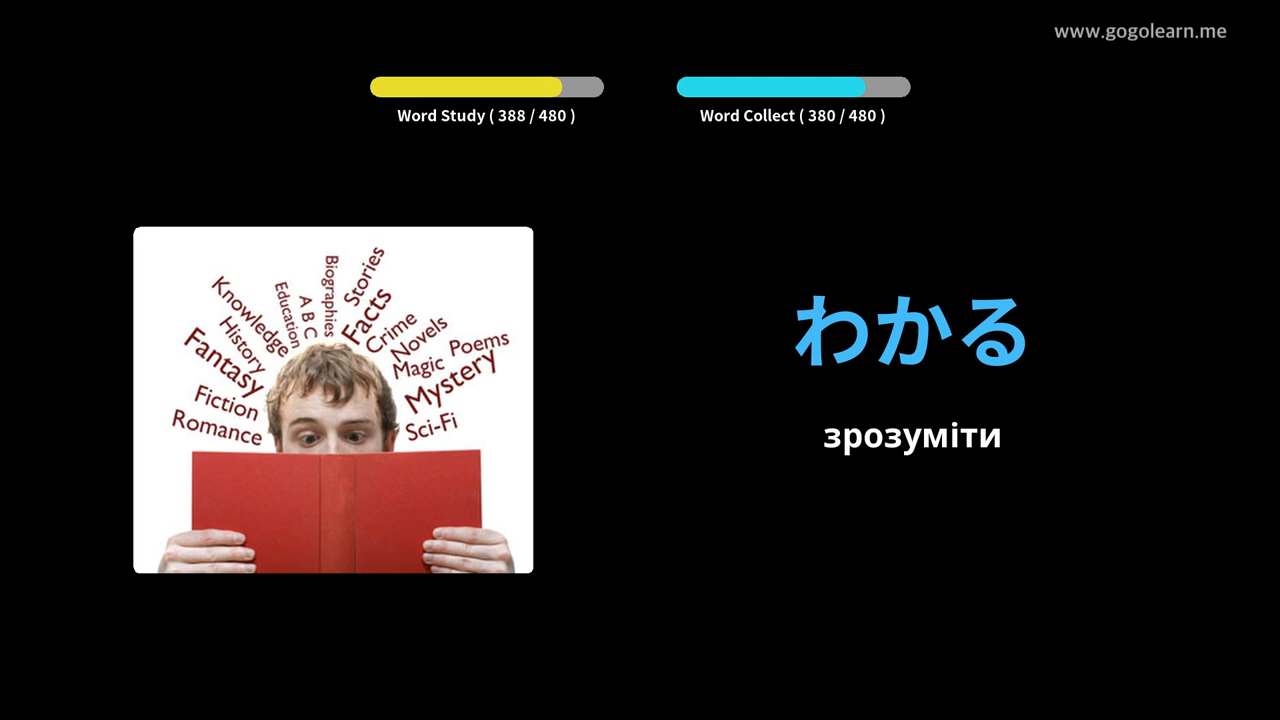 www.gogolearn.me
Word Study ( 388 / 480 )
Word Collect ( 380 / 480 )
Biographies
Stories
Education
A B C
Facts
Knowledge
History
Crime
Novels
Poems
Fantasy
Magic
Mystery
Fiction
Romance
Sci-Fi
わかる
зрозуміти